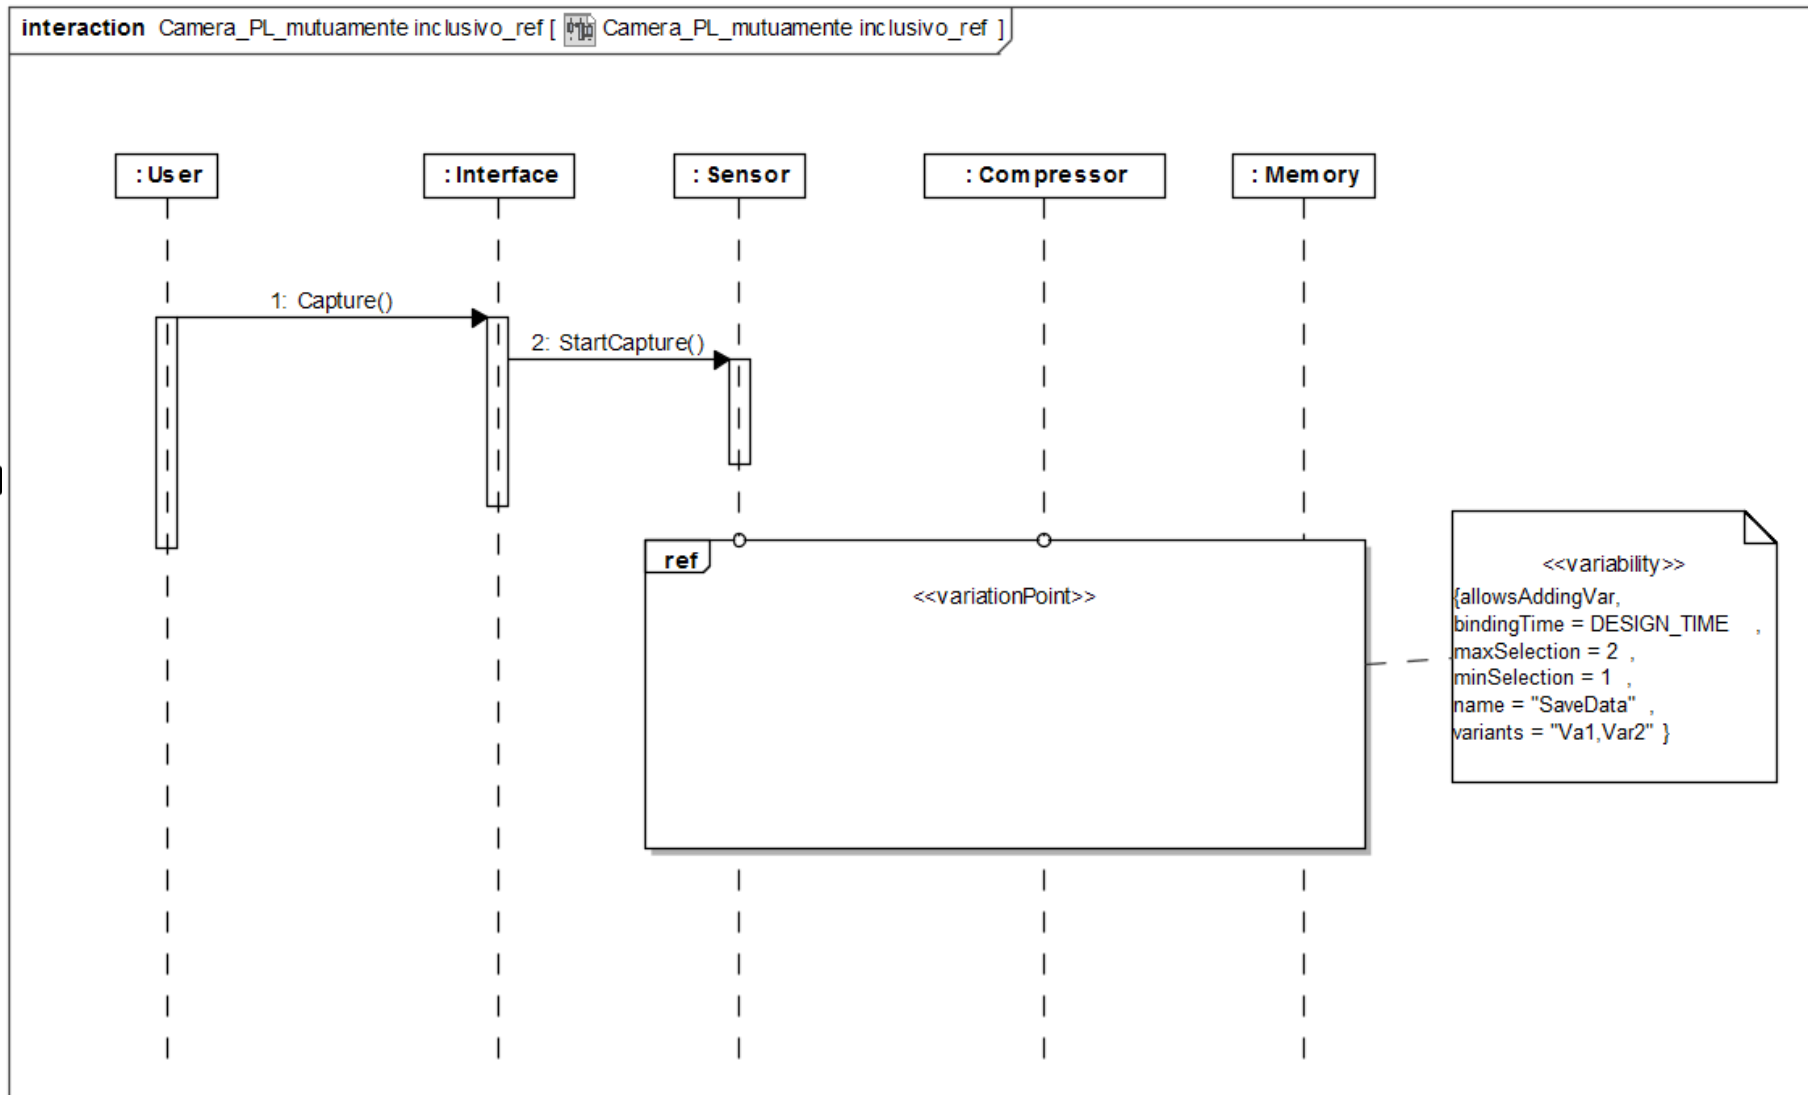 interaction Camera_PL_mutuamente inclusivo_ref [ Camera_PL_mutuamente inclusivo_ref ]
: User
: Interface
: Sensor
: Compressor
: Memory
1: Capture()
2: StartCapture()
ref
<<variationPoint>>
<<variability>>
{allowsAddingVar,
bindingTime = DESIGN_TIME ,
maxSelection = 2 ,
minSelection = 1 ,
name = "SaveData" ,
variants = "Va1,Var2" }